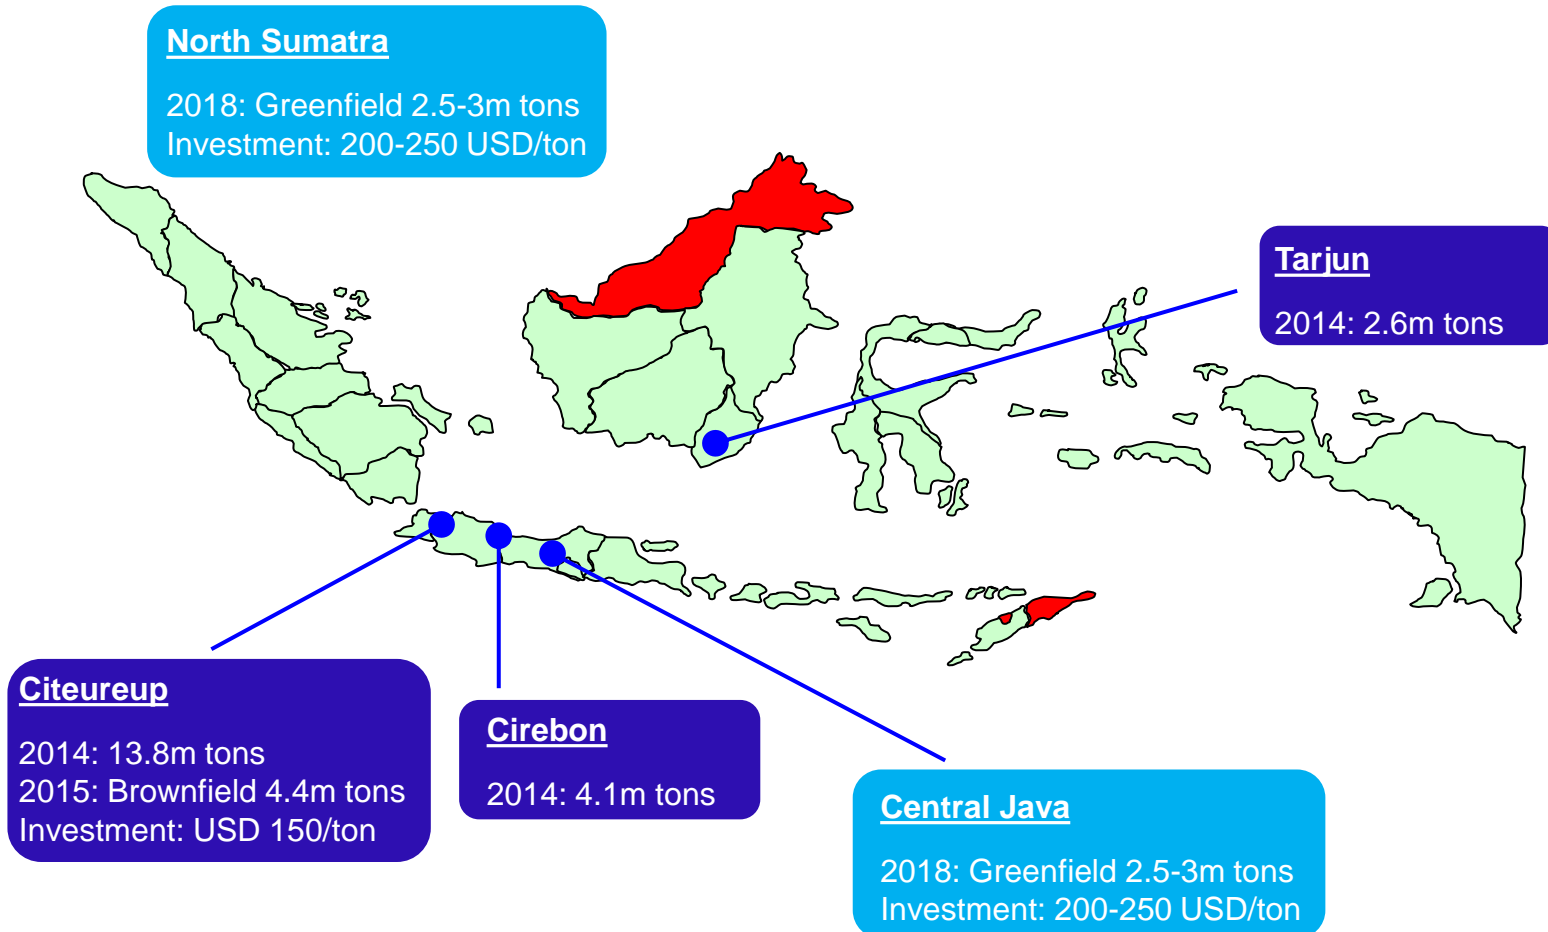 North Sumatra
2018: Greenfield 2.5-3m tons
Investment: 200-250 USD/ton
Tarjun
2014: 2.6m tons
Citeureup
2014: 13.8m tons
2015: Brownfield 4.4m tons
Investment: USD 150/ton
Cirebon
2014: 4.1m tons
Central Java
2018: Greenfield 2.5-3m tons
Investment: 200-250 USD/ton